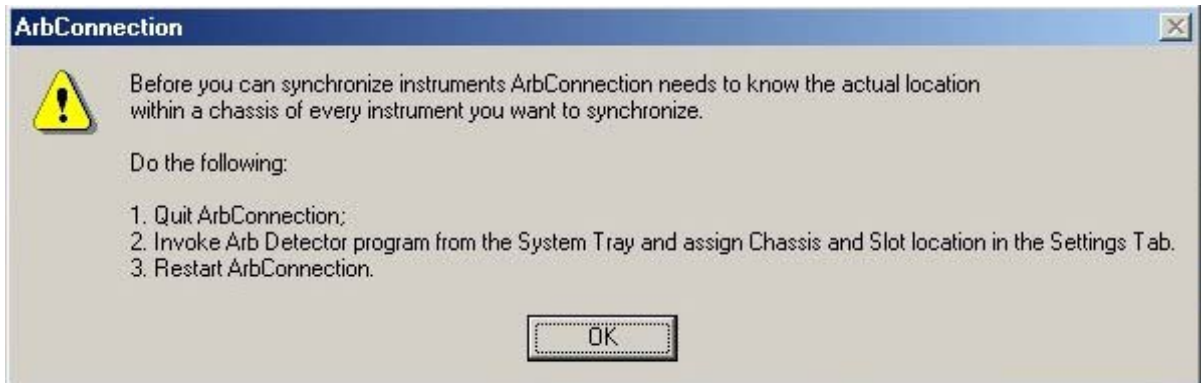 ArbConnection
Before you can synchronize instruments ArbConnection needs to know the actual location
within a chassis of every instrument you want to synchronize.
Do the following:
1. Quit ArbConnection;
2. Invoke Arb Detector program from the System Tray and assign Chassis and Slot location in the Settings Tab.
3. Restart ArbConnection.
OK